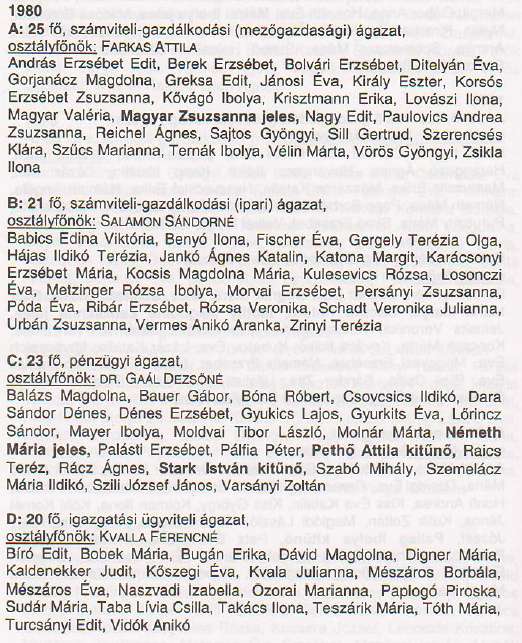 1980
A: 25 fő, számviteli-gazdálkodási (mezőgazdasági) ágazat,
osztályfőnök: FARKAS ATTILA
András Erzsébet Edit, Berek Erzsébet, Bolvári Erzsébet, Ditelyán Éva,
Gorjanácz Magdolna, Greksa Edit, Jánosi Éva, Király Eszter, Korsós
Erzsébet Zsuzsanna, Kővágó Ibolya, Krisztmann Erika, Lovászi Ilona,
Magyar Valéria, Magyar Zsuzsanna jeles, Nagy Edit, Paulovics Andrea
Zsuzsanna, Reichel Ágnes, Sajtos Gyöngyi, Sill Gertrud, Szerencsés
Klára, Szűcs Marianna, Ternák Ibolya, Vélin Márta, Vörös Gyöngyi, Zsikla
Ilona
B: 21 fő, számviteli-gazdálkodási (ipari) ágazat,
osztályfőnök: SALAMON SÁNDORNÉ
Babics Edina Viktória, Benyó Ilona, Fischer Éva, Gergely Terézia Olga,
Hájas Ildikó Terézia, Jankó Ágnes Katalin, Katona Margit, Karácsonyi
Erzsébet Mária, Kocsis Magdolna Mária, Kulesevics Rózsa, Losonczi
Éva, Metzinger Rózsa Ibolya, Morvai Erzsébet, Persányi Zsuzsanna,
Póda Éva, Ribár Erzsébet, Rózsa Veronika, Schadt Veronika Julianna,
Urbán Zsuzsanna, Vermes Anikó Aranka, Zrinyi Terézia
C: 23 fő, pénzügyi ágazat,
osztályfőnök: DR. GAÁL DEZSŐNÉ
Balázs Magdolna, Bauer Gábor, Bóna Róbert, Csovcsics Ildikó, Dara
Sándor Dénes, Dénes Erzsébet, Gyukics Lajos, Gyurkits Éva, Lőrincz
Sándor, Mayer Ibolya, Moldvai Tibor László, Molnár Márta, Németh
Mária jeles, Palásti Erzsébet, Pálfia Péter, Pethő Attila kitűnő, Raics
Teréz, Rácz Ágnes, Stark István kitűnő, Szabó Mihály, Szemelácz
Mária Ildikó, Szili József János, Varsányi Zoltán
D: 20 fő, igazgatási ügyviteli ágazat,
osztályfőnök: KVALLA FERENCNÉ
Bíró Edit, Bobek Mária, Bugán Erika, Dávid Magdolna, Digner Mária,
Kaldenekker Judit, Kőszegi Éva, Kvala Julianna, Mészáros Borbála,
Mészáros Éva, Naszvadi Izabella, Ozorai Marianna, Paplogó Piroska,
Sudár Mária, Taba Lívia Csilla, Takács Ilona, Teszárik Mária, Tóth Mária,
Turcsányi Edit, Vidók Anikó